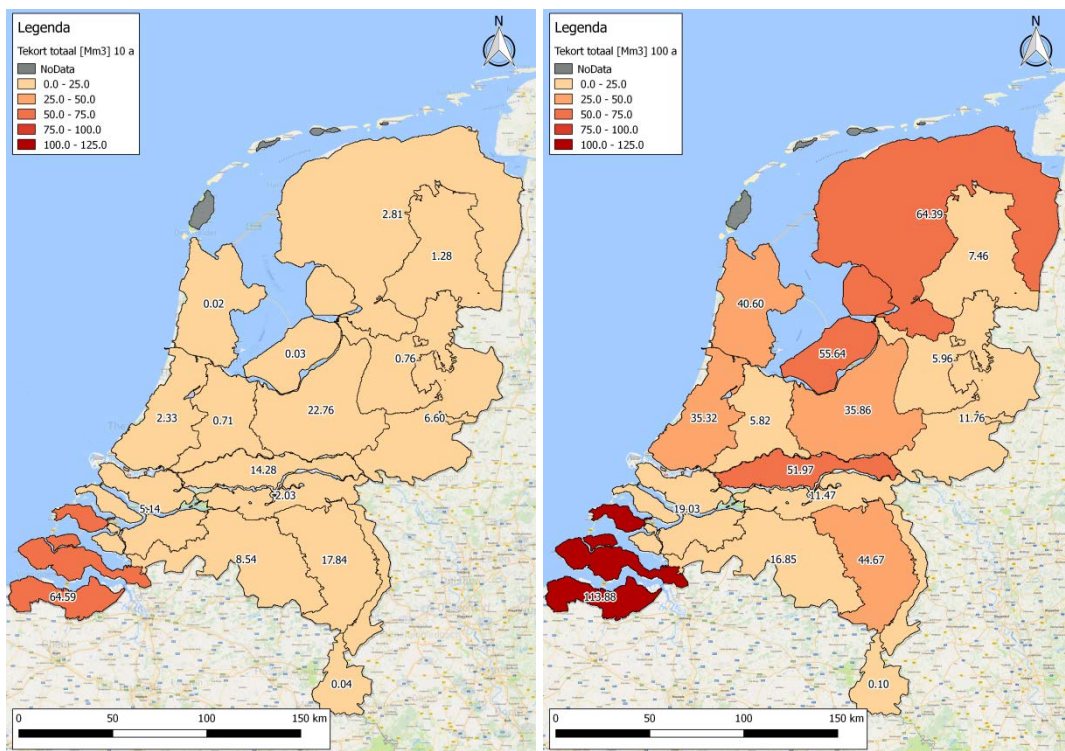 Legenda
Tekort totaal [Mm3] 10 a
NoData
0.0 - 25.0
25.0 - 50.0
50.0 - 75.0
75.0 - 100.0
100.0 - 125.0
N
2.81
1.28
0.02
0.03
0.76
22.76
2.33
0.71
6.60
14.28
2.03
5.14
8.54
17.84
64.59
0.04
0 50 100 150 km
Legenda
Tekort totaal [Mm3] 100 a
NoData
0.0 - 25.0
25.0 - 50.0
50.0 - 75.0
75.0 - 100.0
100.0 - 125.0
N
64.39
7.46
40.60
55.64
5.96
35.32
5.82
35.86
11.76
51.97
11.47
19.03
16.85
44.67
113.88
0.10
0 50 100 150 km